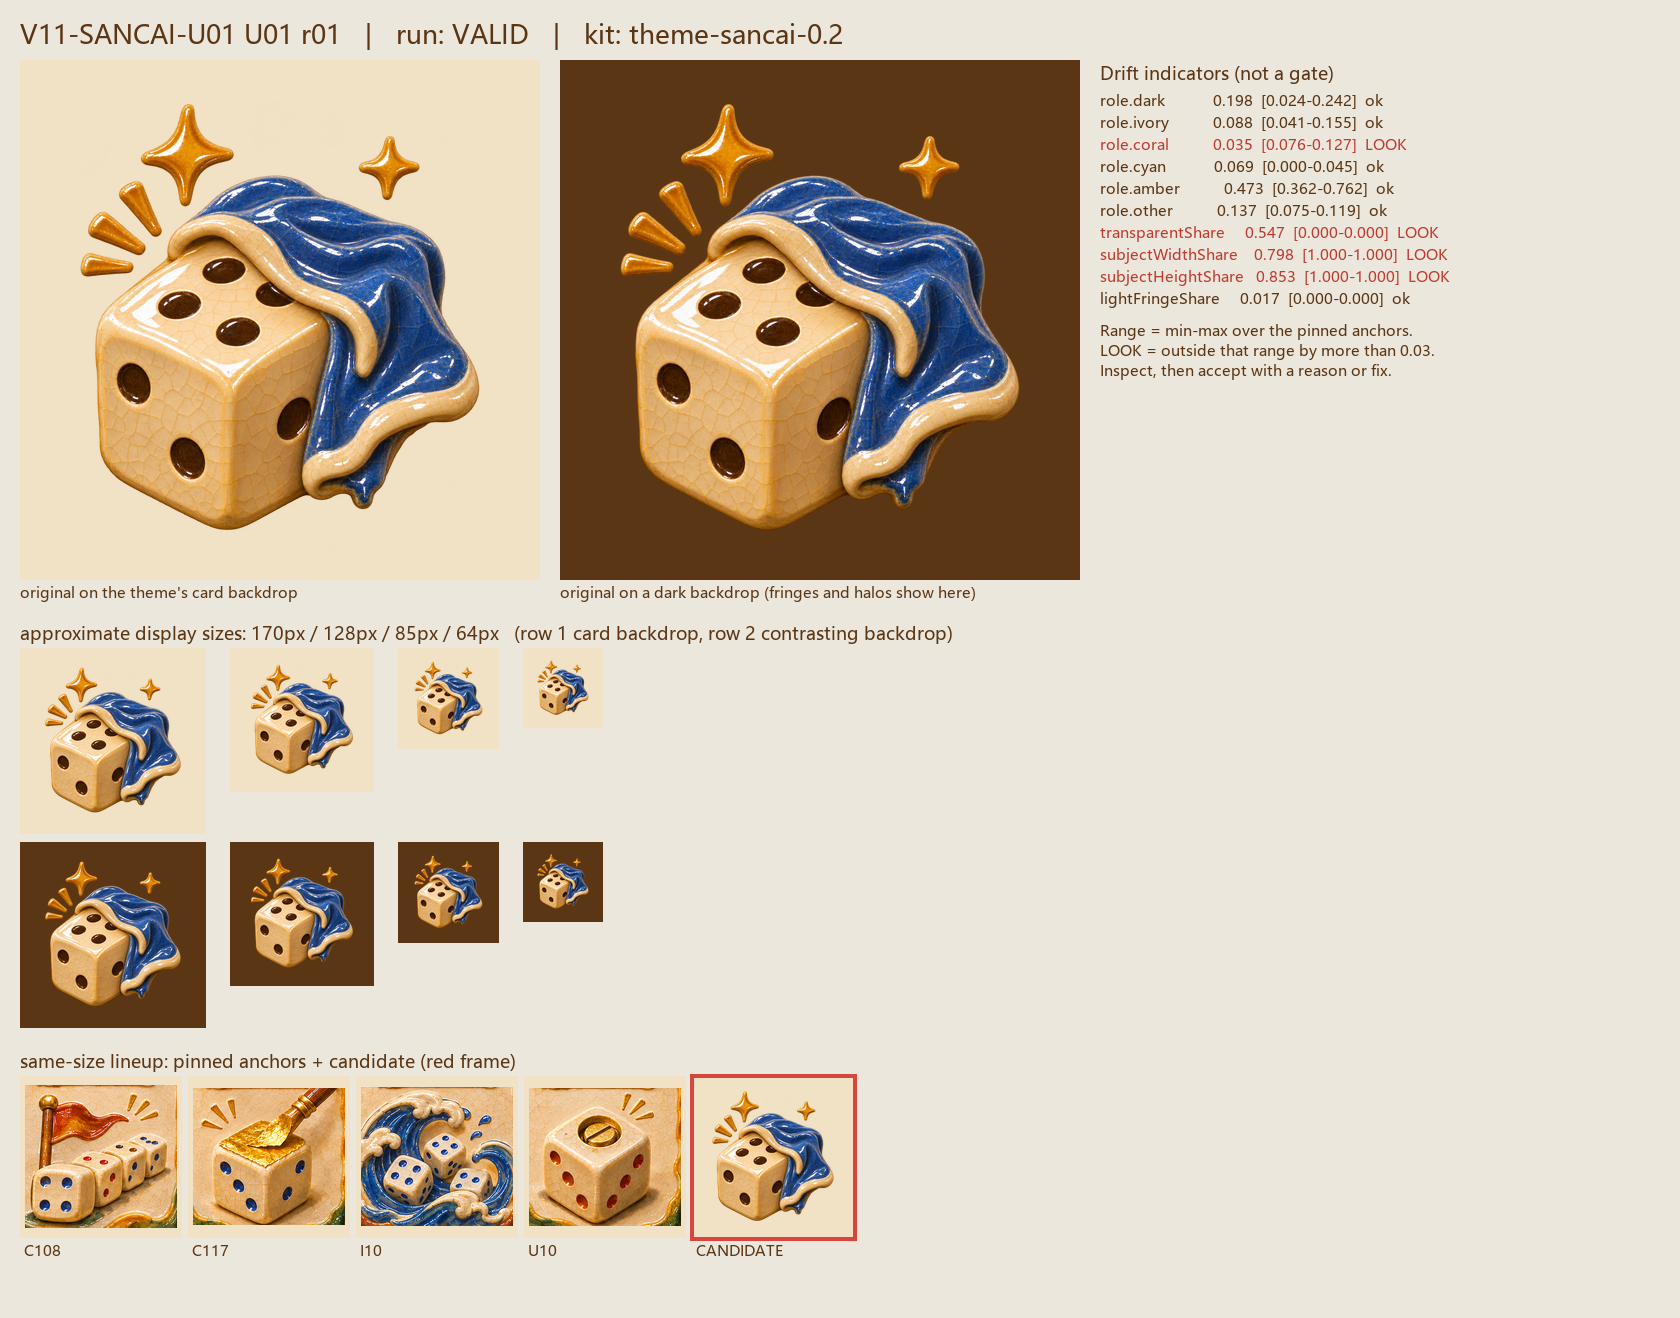 V11-SANCAI-U01 U01 r01 | run: VALID | kit: theme-sancai-0.2
Drift indicators (not a gate)
role.dark 0.198 [0.024-0.242] ok
role.ivory 0.088 [0.041-0.155] ok
role.coral 0.035 [0.076-0.127] LOOK
role.cyan 0.069 [0.000-0.045] ok
role.amber 0.473 [0.362-0.762] ok
role.other 0.137 [0.075-0.119] ok
transparentShare 0.547 [0.000-0.000] LOOK
subjectWidthShare 0.798 [1.000-1.000] LOOK
subjectHeightShare 0.853 [1.000-1.000] LOOK
lightFringeShare 0.017 [0.000-0.000] ok
Range = min-max over the pinned anchors.
LOOK = outside that range by more than 0.03.
Inspect, then accept with a reason or fix.
original on the theme's card backdrop
original on a dark backdrop (fringes and halos show here)
approximate display sizes: 170px / 128px / 85px / 64px (row 1 card backdrop, row 2 contrasting backdrop)
same-size lineup: pinned anchors + candidate (red frame)
C108
C117
I10
U10
CANDIDATE